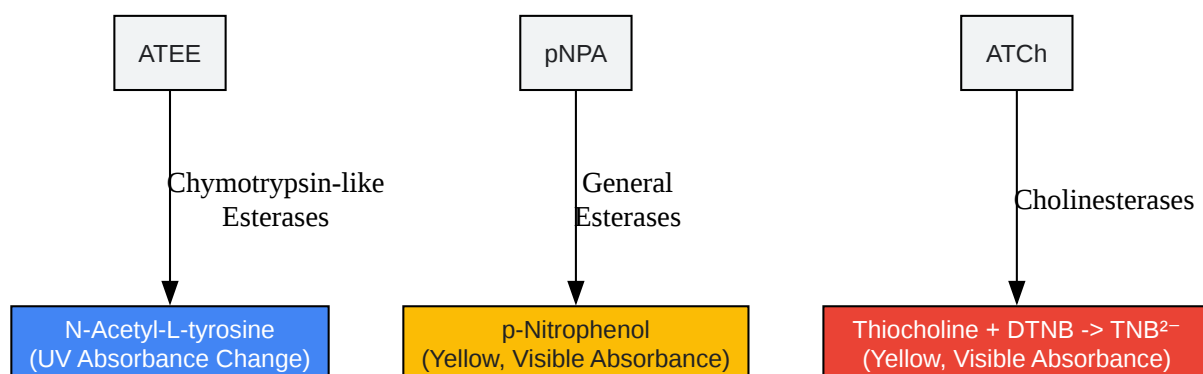 ATEE
pNPA
ATCh
Chymotrypsin-like
Esterases
General
Esterases
Cholinesterases
N-Acetyl-L-tyrosine
(UV Absorbance Change)
p-Nitrophenol
(Yellow, Visible Absorbance)
Thiocholine + DTNB -> TNB²⁻
(Yellow, Visible Absorbance)